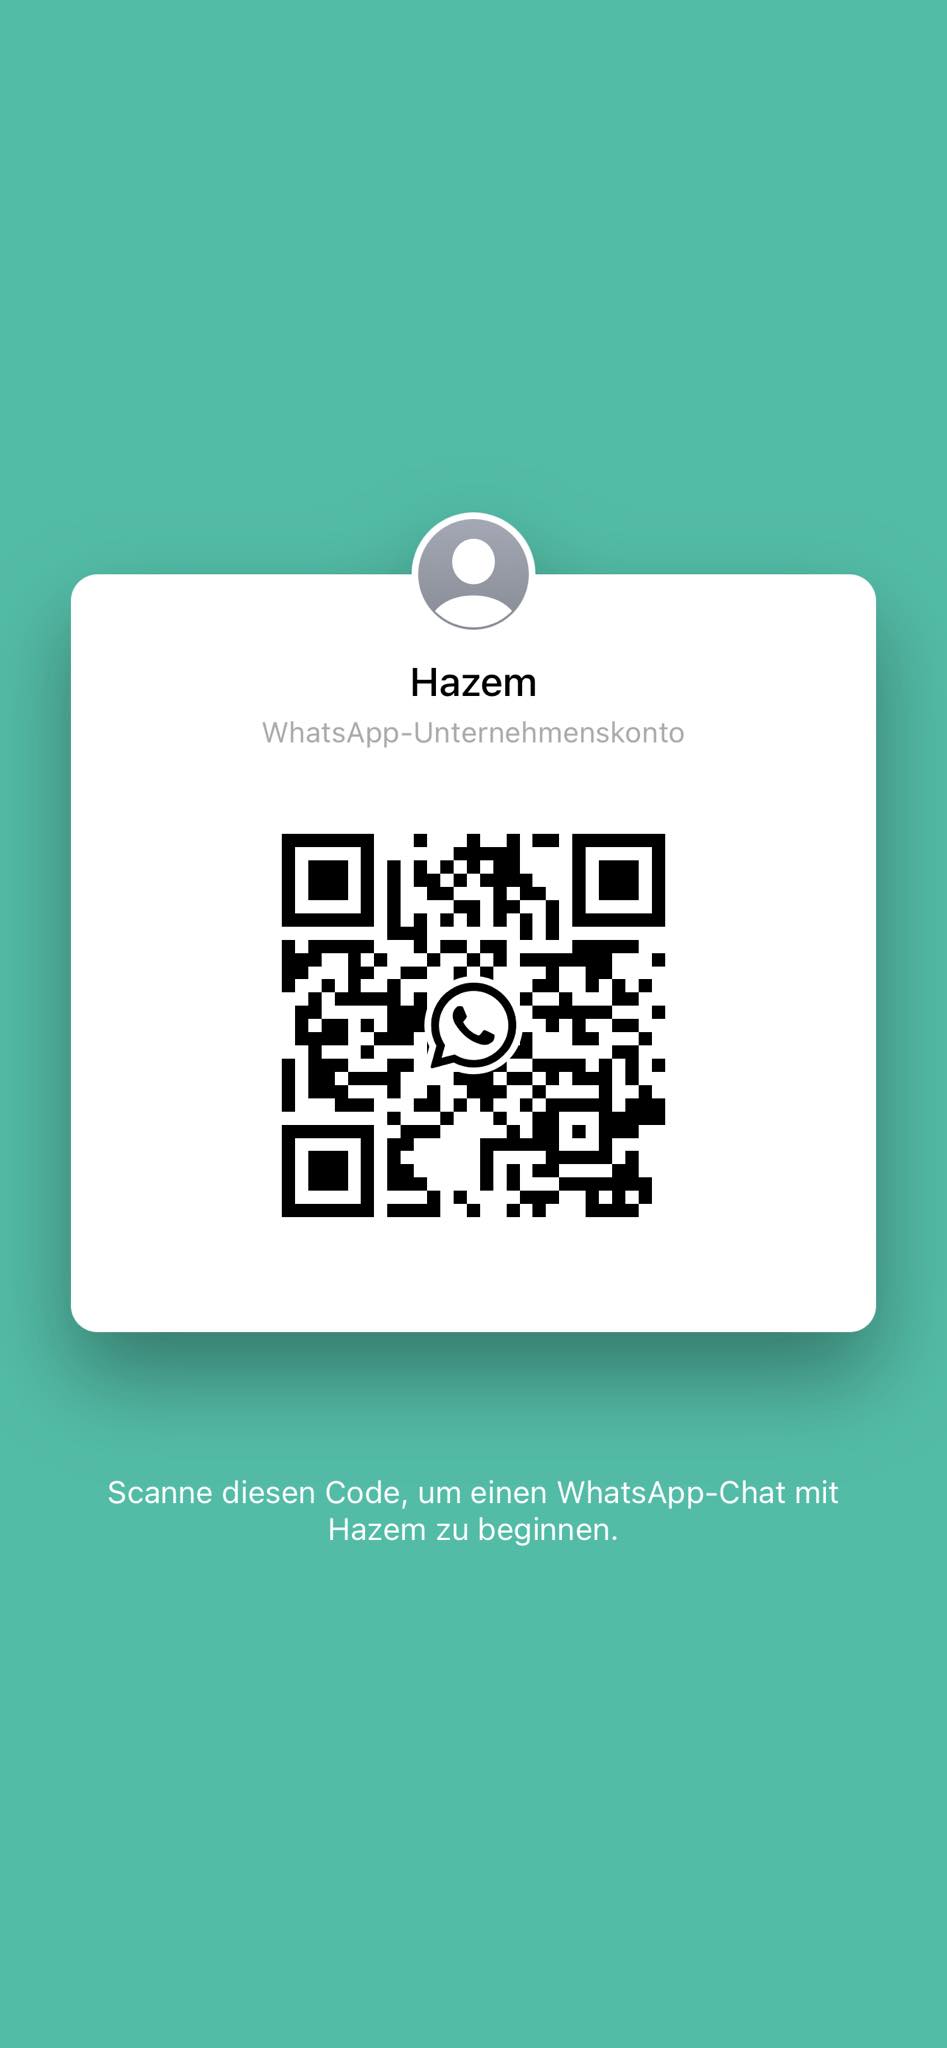 Hazem
WhatsApp-Unternehmenskonto
Scanne diesen Code, um einen WhatsApp-Chat mit
Hazem zu beginnen.